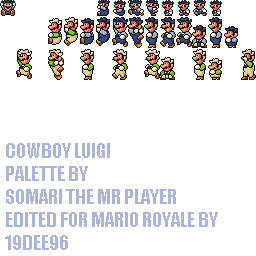 COWBOY LUIGI
PALETTE BY
SOMARI THE MR PLAYER
EDITED FOR MARIO ROYALE BY
19DEE96